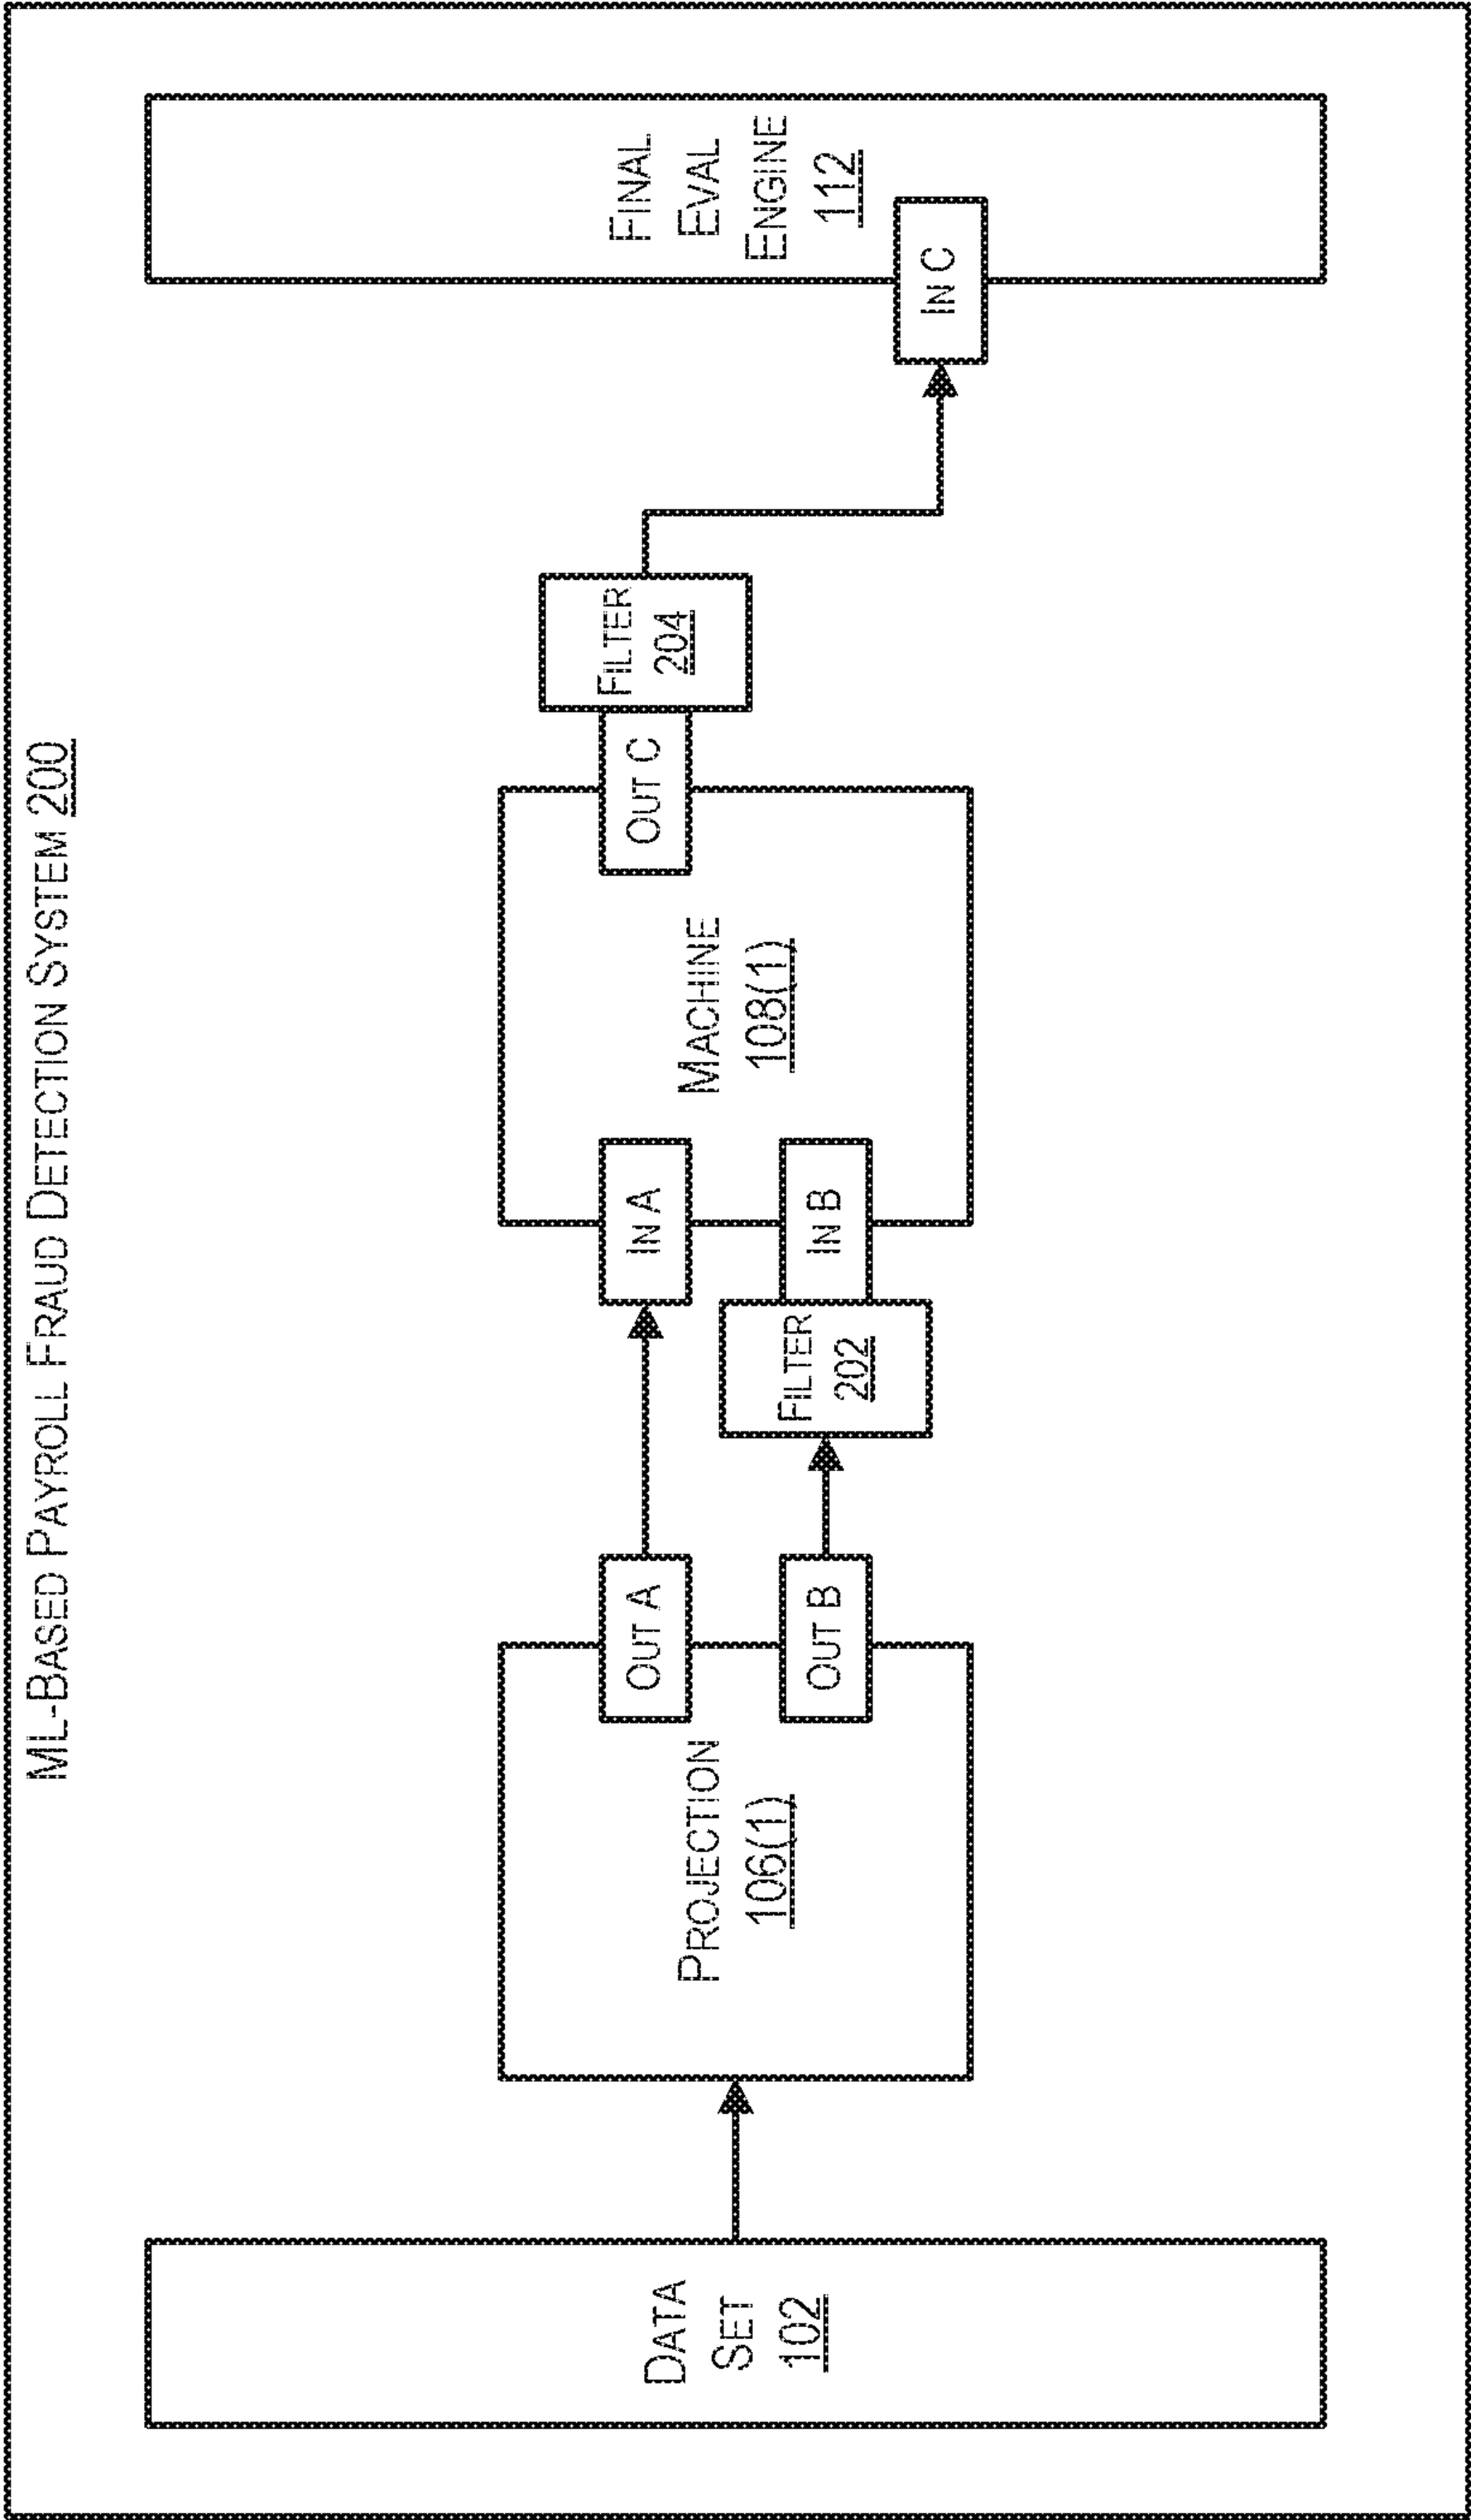 ML-BASED PAYROLL FRAUD DETECTION SYSTEM 200
DATA
SET
102
PROJECTION
106(1)
OUT A
OUT B
FILTER
202
IN A
IN B
MACHINE
108(1)
OUT C
FILTER
204
IN C
FINAL
EVAL
ENGINE
112